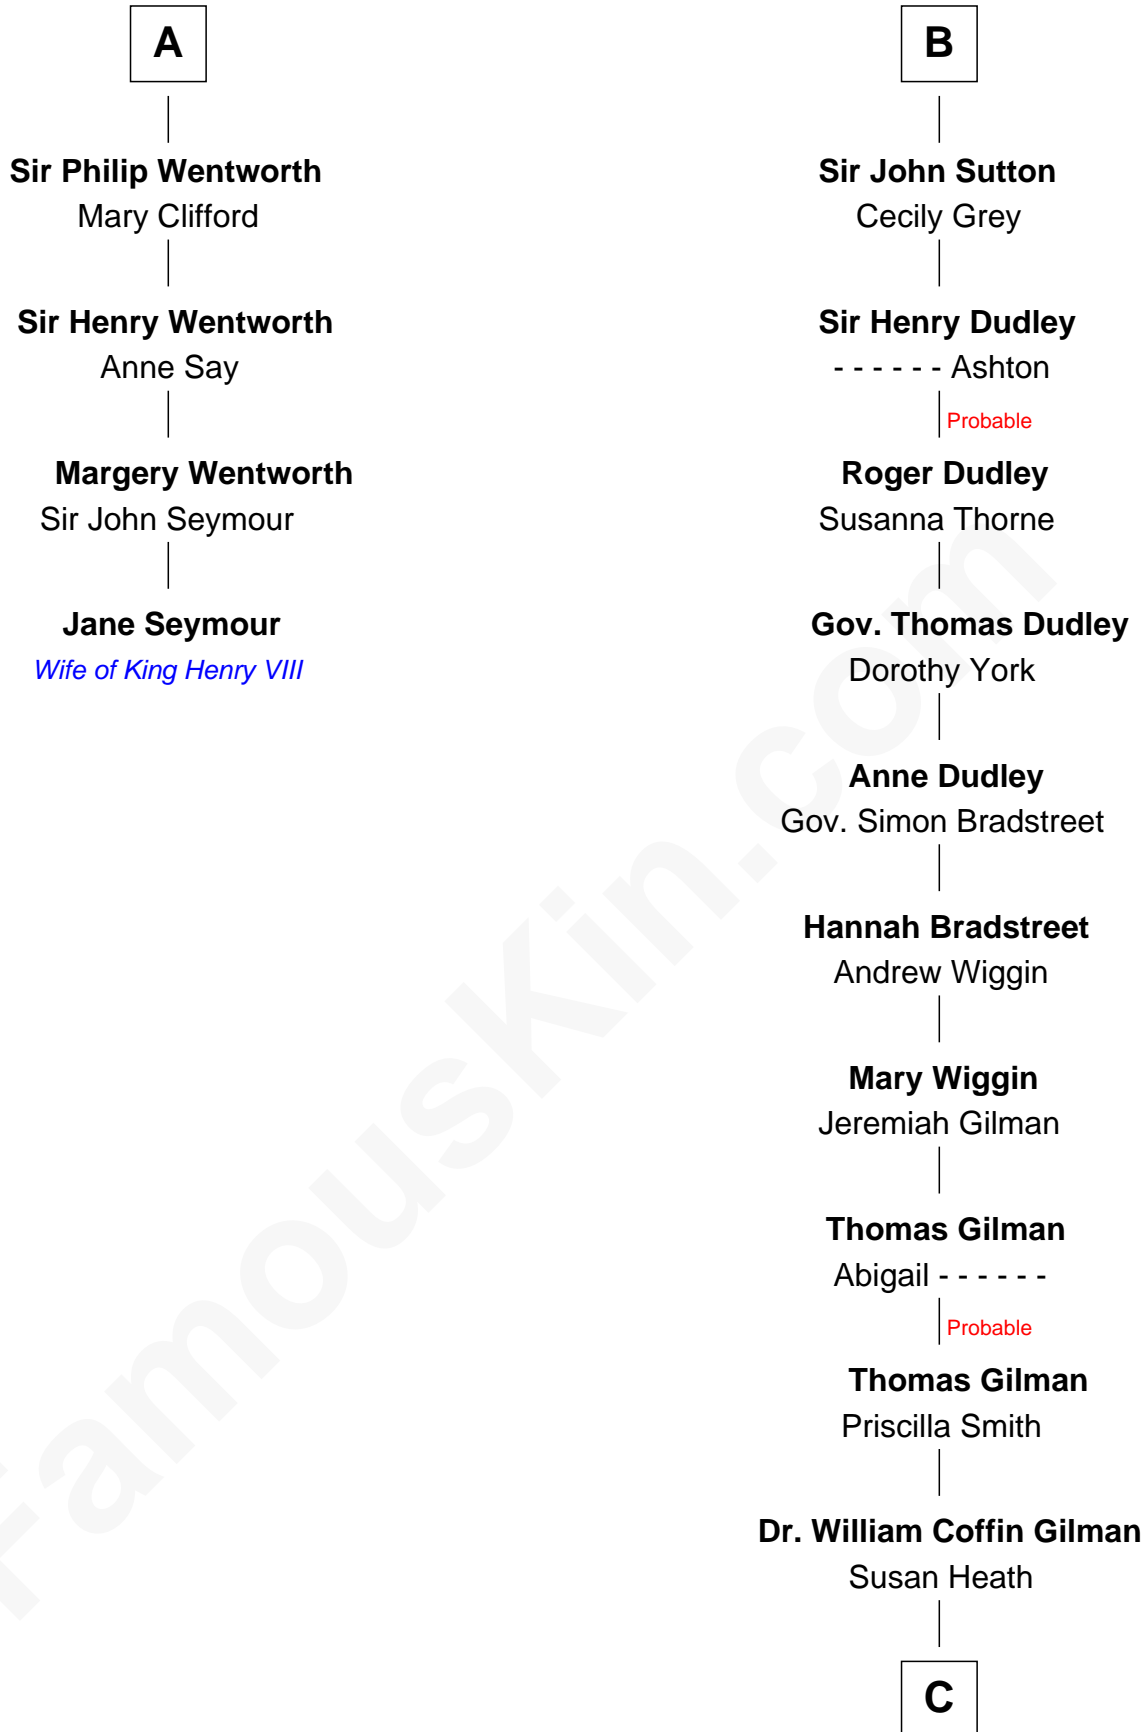 A
Sir Philip Wentworth
Mary Clifford
Sir Henry Wentworth
Anne Say
Margery Wentworth
Sir John Seymour
Jane Seymour
Wife of King Henry VIII
B
Sir John Sutton
Cecily Grey
Sir Henry Dudley
- - - - - - Ashton
Probable
Roger Dudley
Susanna Thorne
Gov. Thomas Dudley
Dorothy York
Anne Dudley
Gov. Simon Bradstreet
Hannah Bradstreet
Andrew Wiggin
Mary Wiggin
Jeremiah Gilman
Thomas Gilman
Abigail - - - - - -
Probable
Thomas Gilman
Priscilla Smith
Dr. William Coffin Gilman
Susan Heath
C
FamousKin.com